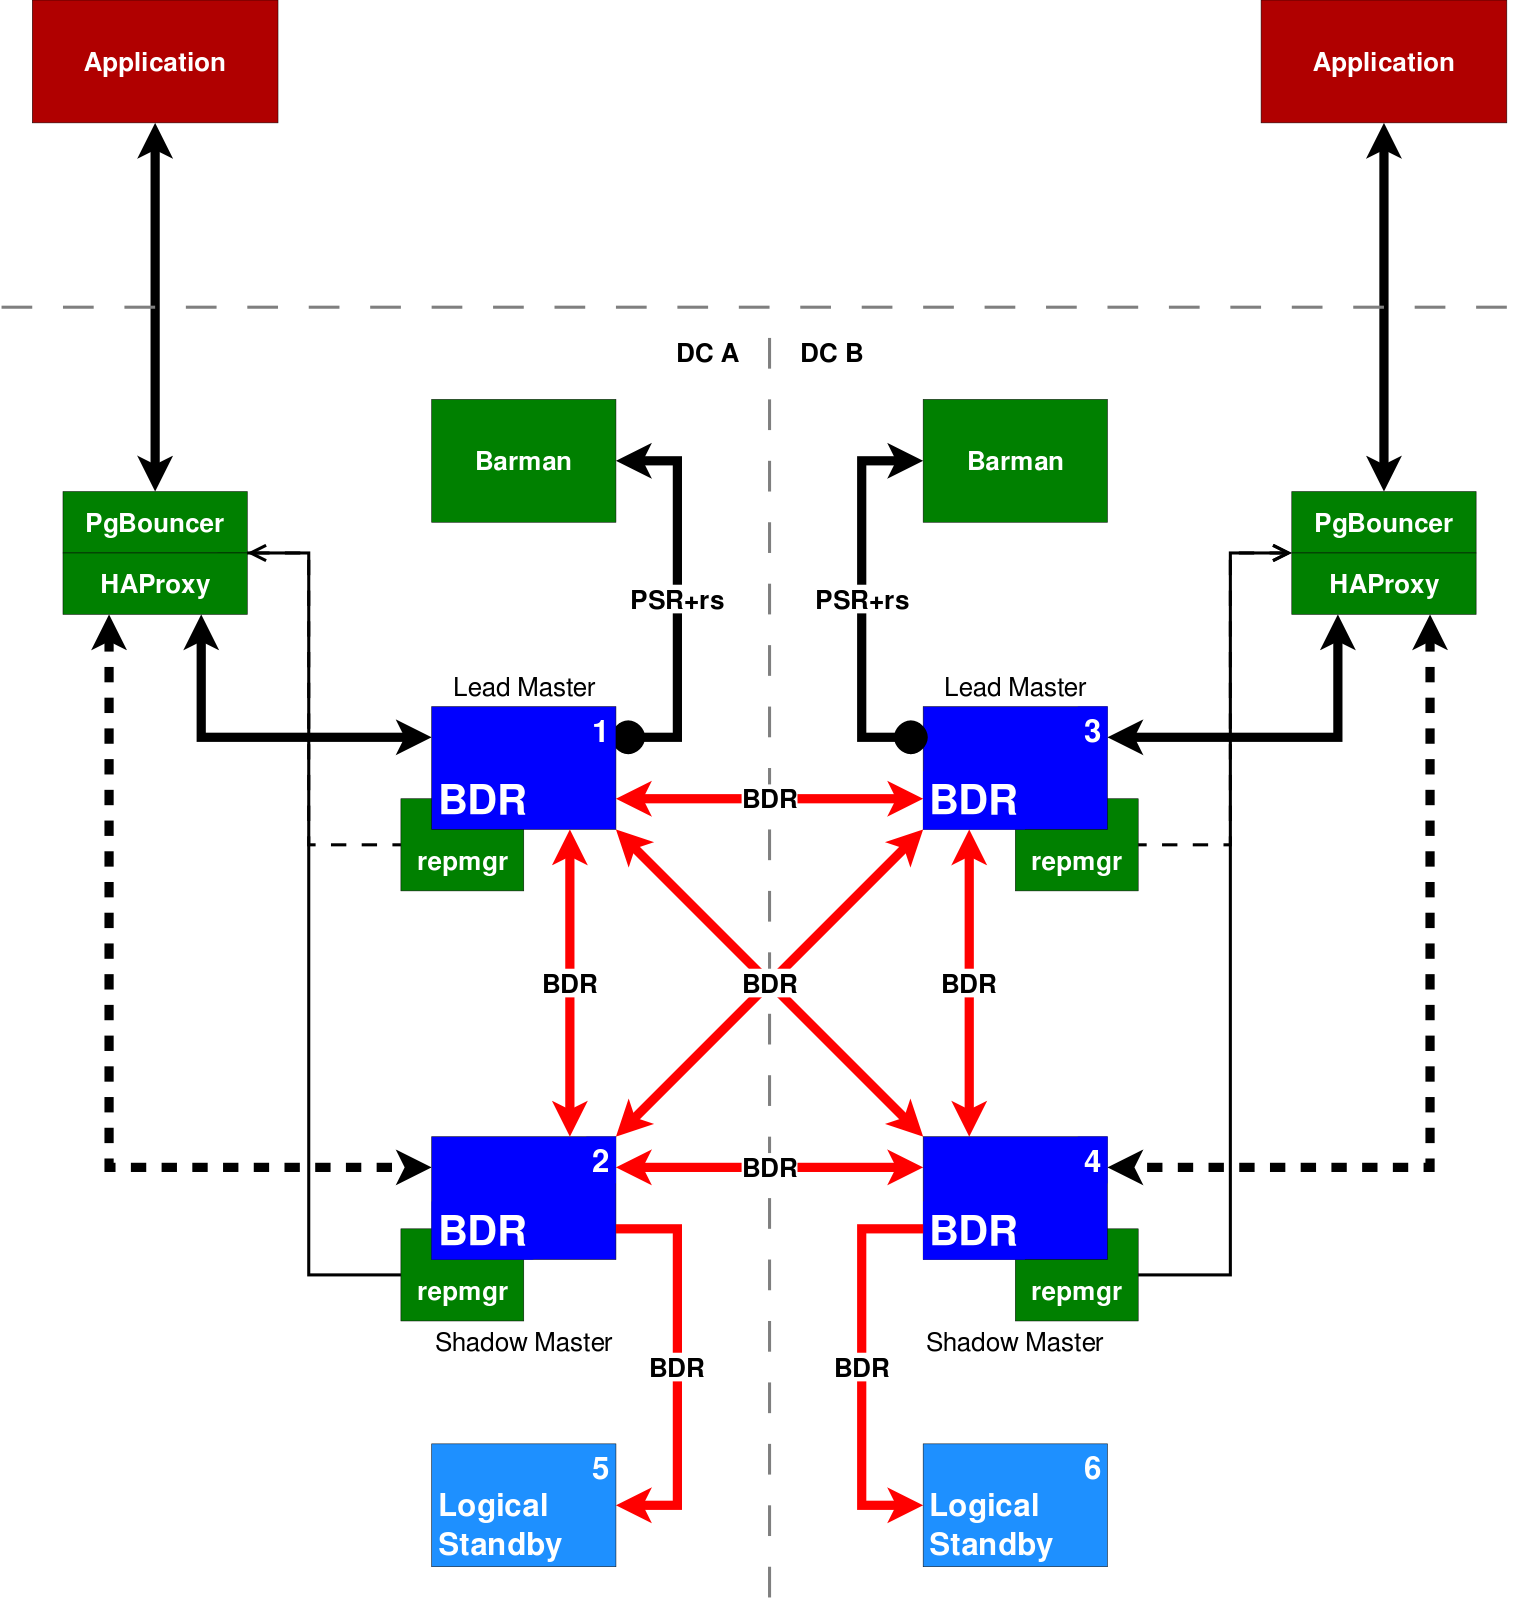 Application
Application
DC A
DC B
Barman
Barman
PgBouncer
PgBouncer
HAProxy
HAProxy
PSR+rs
PSR+rs
Lead Master
Lead Master
1
3
BDR
BDR
BDR
repmgr
repmgr
BDR
BDR
BDR
2
BDR
4
BDR
BDR
repmgr
repmgr
Shadow Master
Shadow Master
BDR
BDR
5
6
Logical
Standby
Logical
Standby